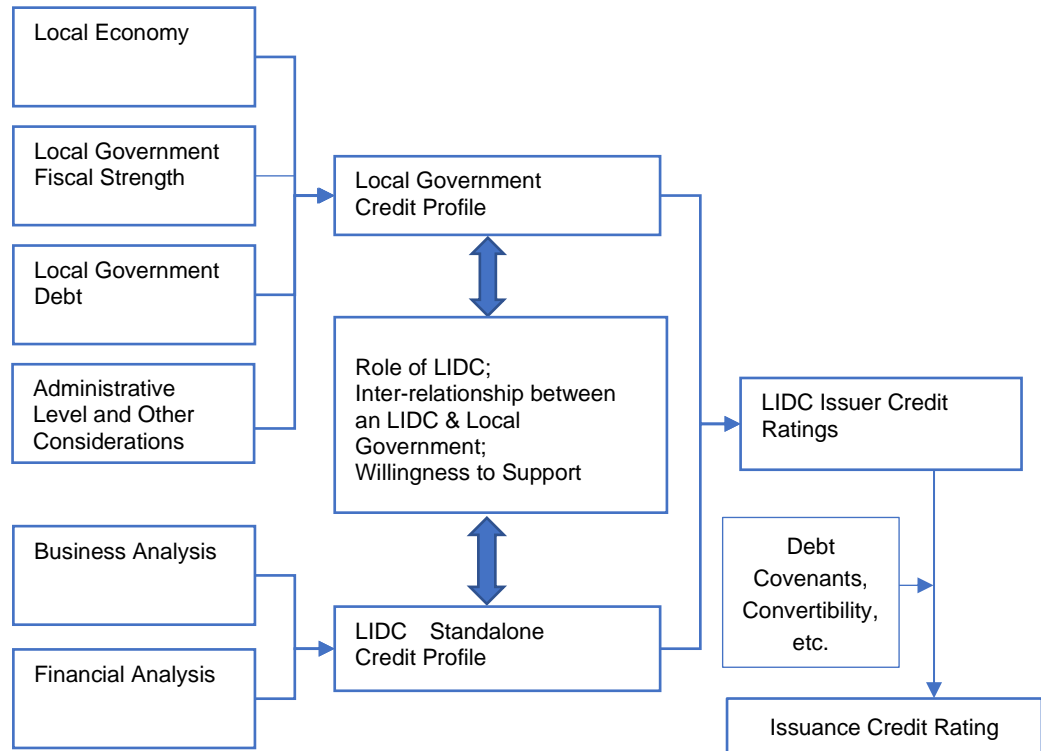 Local Economy
Local Government
Fiscal Strength
Local Government
Debt
Administrative
Level and Other
Considerations
Business Analysis
Financial Analysis
Local Government
Credit Profile
Role of LIDC;
Inter-relationship between
an LIDC & Local
Government;
Willingness to Support
LIDC Standalone
Credit Profile
LIDC Issuer Credit
Ratings
Debt
Covenants,
Convertibility,
etc.
Issuance Credit Rating